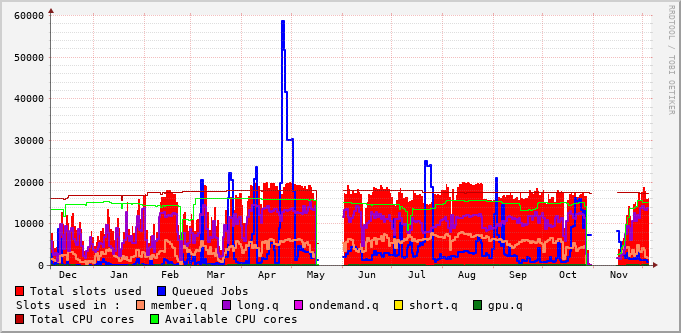 RRDTOOL / TOBI OETIKER
60000
50000
40000
30000
20000
10000
0
Dec Jan Feb Mar Apr May Jun Jul Aug Sep Oct Nov
Total slots used Queued Jobs
Slots used in : member.q long.q ondemand.q short.q gpu.q
Total CPU cores Available CPU cores